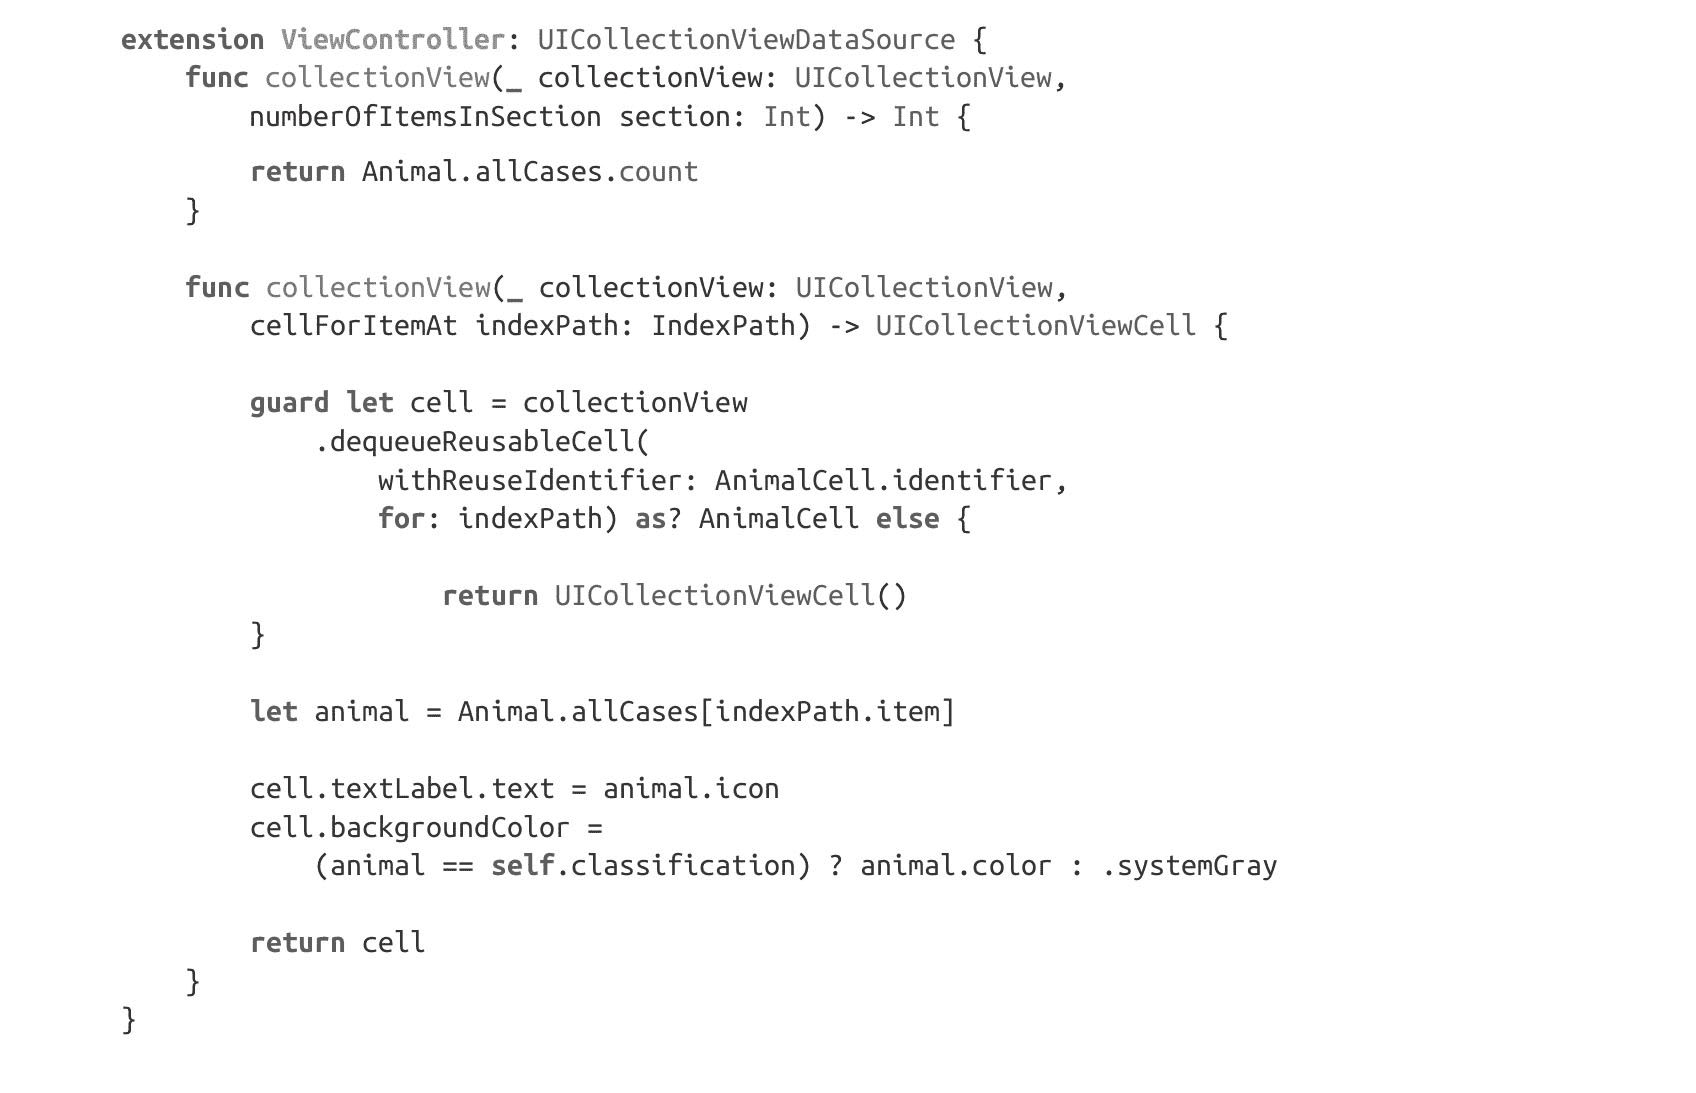 extension ViewController: UICollectionViewDataSource {
    func collectionView(_ collectionView: UICollectionView,
        numberOfItemsInSection section: Int) -> Int {
        return Animal.allCases.count
    }
    func collectionView(_ collectionView: UICollectionView,
        cellForItemAt indexPath: IndexPath) -> UICollectionViewCell {
        guard let cell = collectionView
            .dequeueReusableCell(
                withReuseIdentifier: AnimalCell.identifier,
                for: indexPath) as? AnimalCell else {
                    return UICollectionViewCell()
        }
        let animal = Animal.allCases[indexPath.item]
        cell.textLabel.text = animal.icon
        cell.backgroundColor =
            (animal == self.classification) ? animal.color : .systemGray
        return cell
    }
}